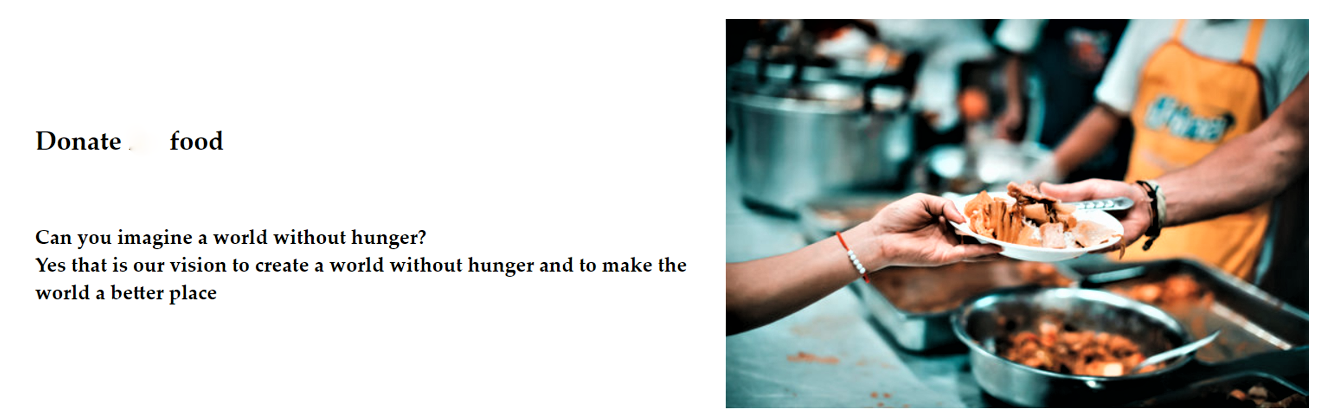 Donate food
Can you imagine a world without hunger?
Yes that is our vision to create a world without hunger and to make the
world a better place